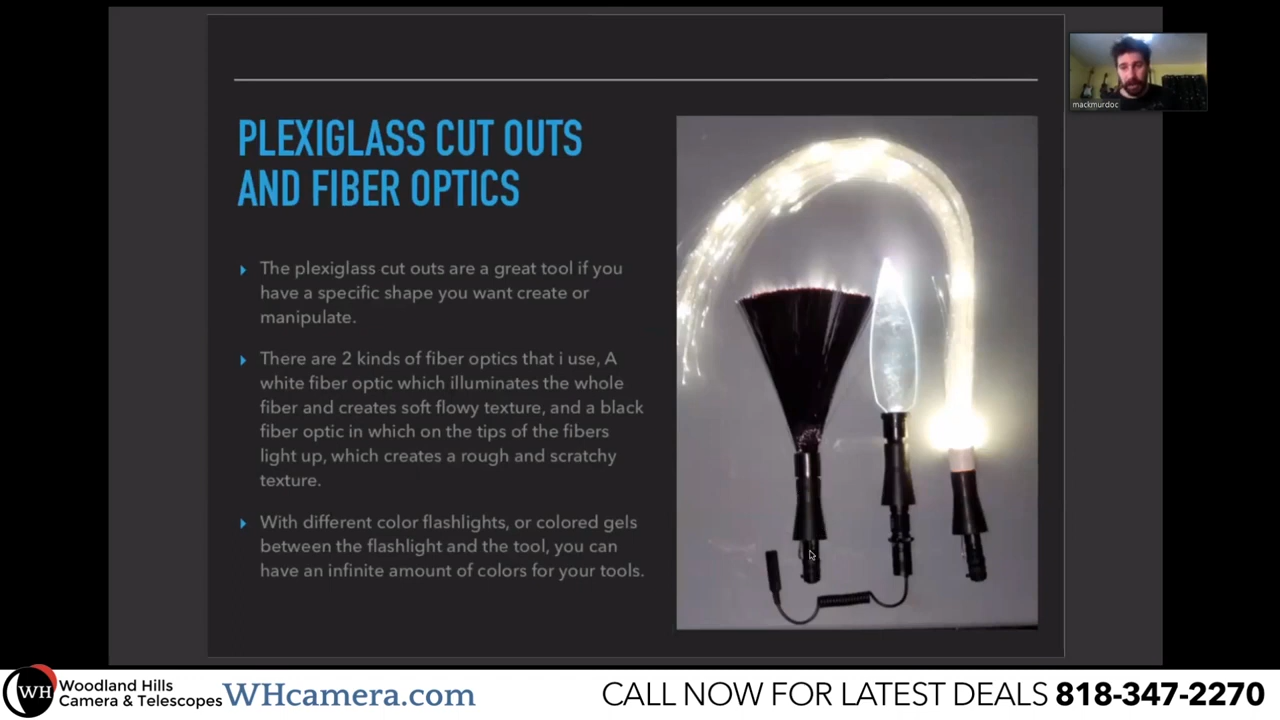 mackmurdoc
PLEXIGLASS CUT OUTS
AND FIBER OPTICS
The plexiglass cut outs are a great tool if you
have a specific shape you want create or
manipulate.
There are 2 kinds of fiber optics that i use, A
white fiber optic which illuminates the whole
fiber and creates soft flowy texture, and a black
fiber optic in which on the tips of the fibers
light up, which creates a rough and scratchy
texture.
With different color flashlights, or colored gels
between the flashlight and the tool, you can
have an infinite amount of colors for your tools.
WH
Woodland Hills
Camera & Telescopes
WHcamera.com
CALL NOW FOR LATEST DEALS 818-347-2270